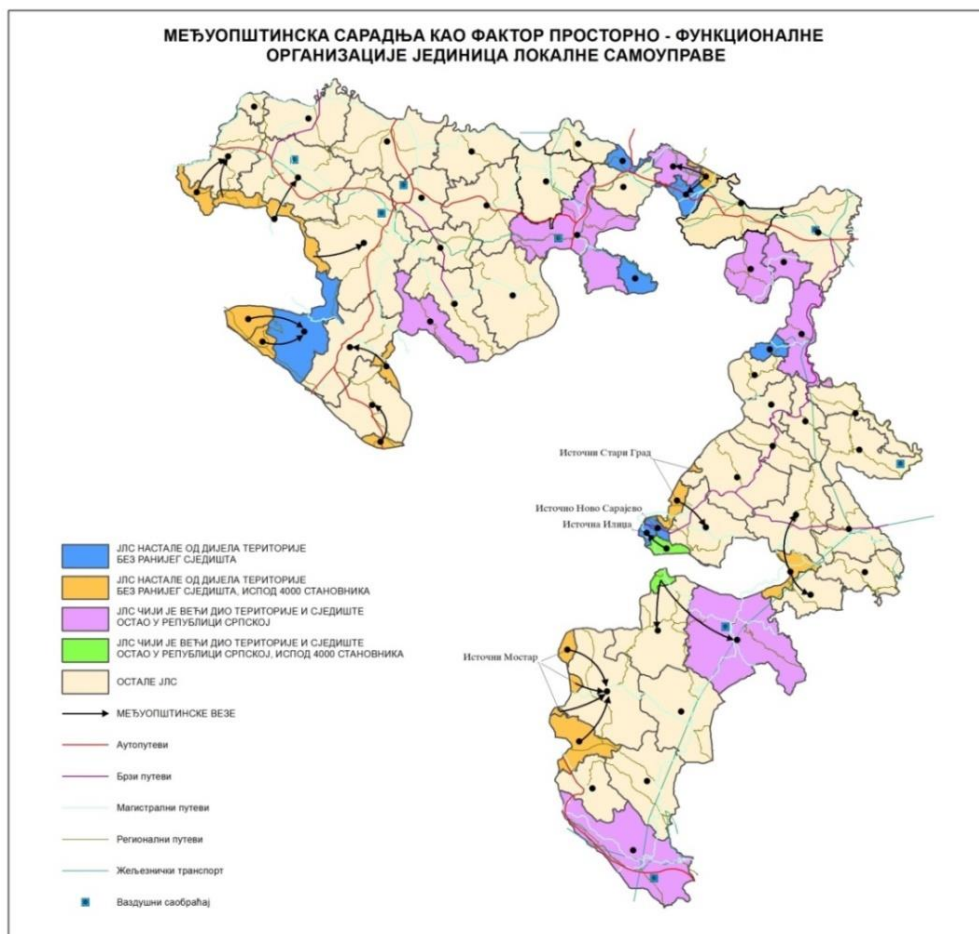 МЕЂУОПШТИНСКА САРАДЊА КАО ФАКТОР ПРОСТОРНО - ФУНКЦИОНАЛНЕ
ОРГАНИЗАЦИЈЕ ЈЕДИНИЦА ЛОКАЛНЕ САМОУПРАВЕ
Источни Стари Град
Источно Ново Сарајево
Источна Илиџа
Источни Мостар
ЈЛС НАСТАЛЕ ОД ДИЈЕЛА ТЕРИТОРИЈЕ
БЕЗ РАНИЈЕГ СЈЕДИШТА
ЈЛС НАСТАЛЕ ОД ДИЈЕЛА ТЕРИТОРИЈЕ
БЕЗ РАНИЈЕГ СЈЕДИШТА, ИСПОД 4000 СТАНОВНИКА
ЈЛС ЧИЈИ ЈЕ ВЕЋИ ДИО ТЕРИТОРИЈЕ И СЈЕДИШТЕ
ОСТАО У РЕПУБЛИЦИ СРПСКОЈ
ЈЛС ЧИЈИ ЈЕ ВЕЋИ ДИО ТЕРИТОРИЈЕ И СЈЕДИШТЕ
ОСТАО У РЕПУБЛИЦИ СРПСКОЈ, ИСПОД 4000 СТАНОВНИКА
ОСТАЛЕ ЈЛС
МЕЂУОПШТИНСКЕ ВЕЗЕ
Аутопутеви
Брзи путеви
Магистрални путеви
Регионални путеви
Жељезнички транспорт
Ваздушни саобраћај